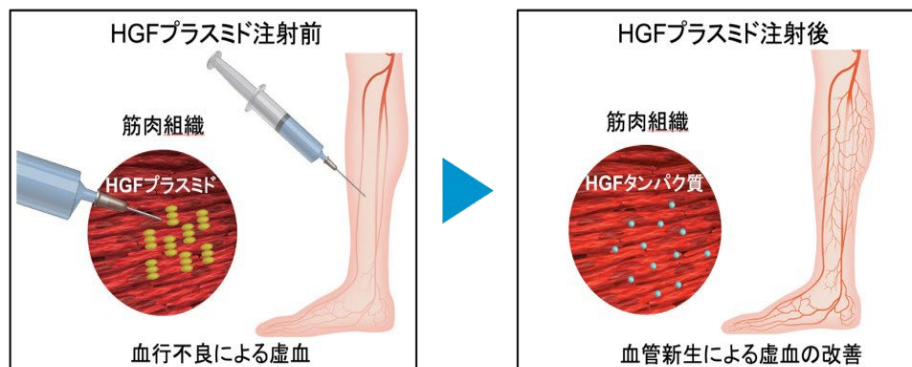 HGFプラスミド注射前
筋肉組織
HGFプラスミド
血行不良による虚血
HGFプラスミド注射後
筋肉組織
HGFタンパク質
血管新生による虚血の改善